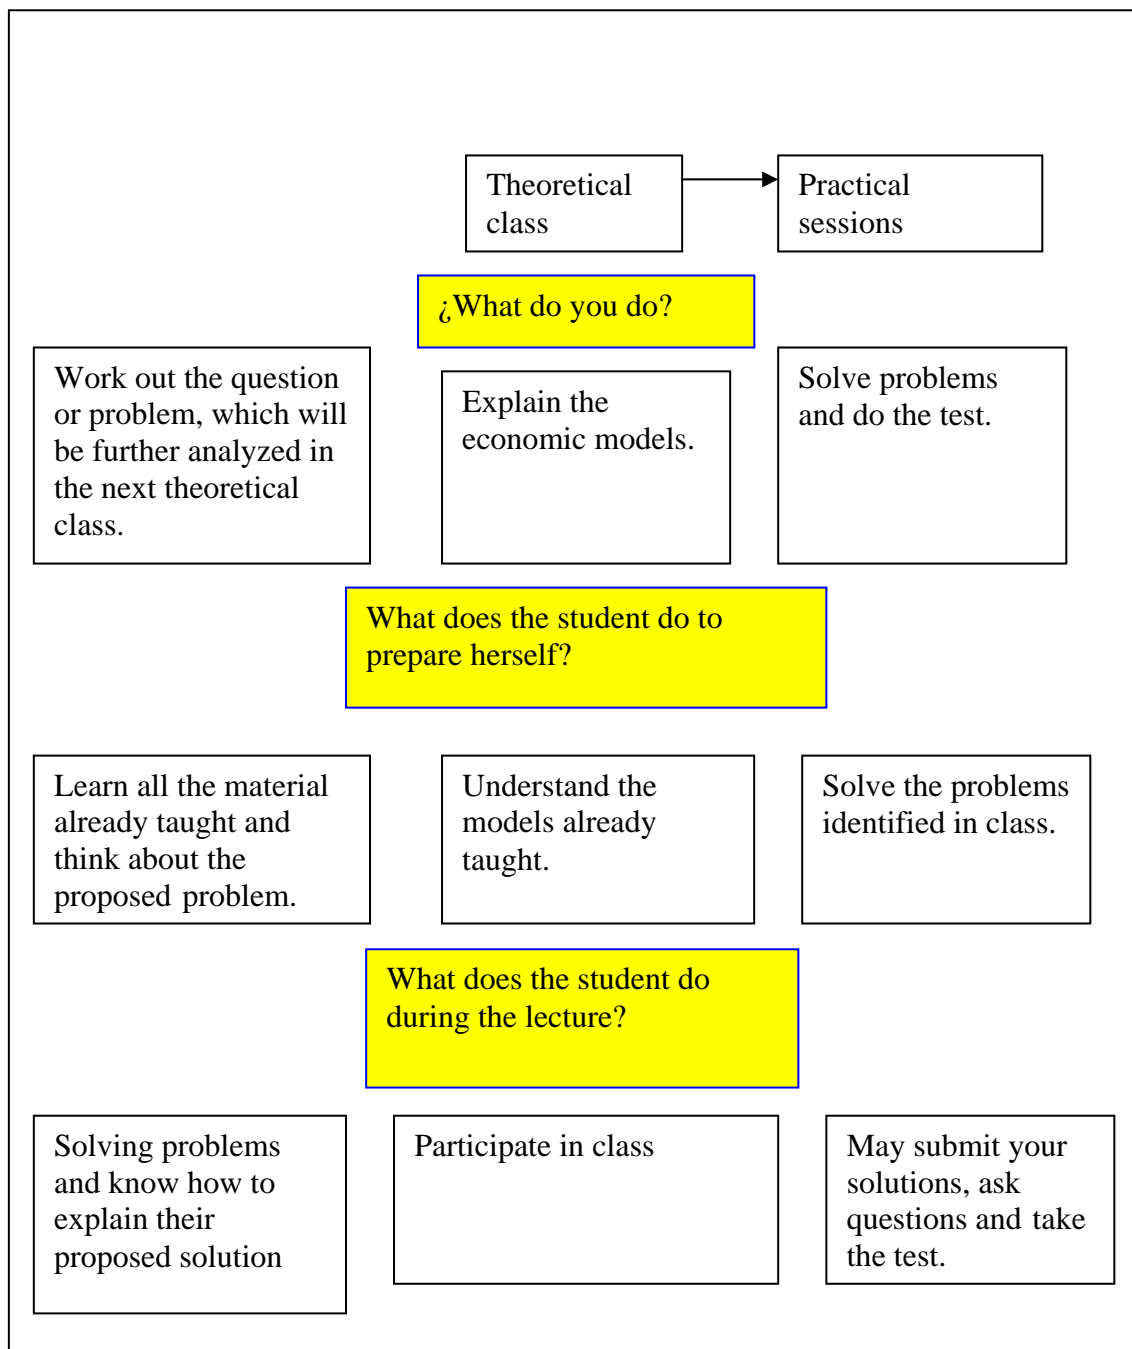 Theoretical
class
Practical
sessions
¿What do you do?
Work out the question
or problem, which will
be further analyzed in
the next theoretical
class.
Explain the
economic models.
Solve problems
and do the test.
What does the student do to
prepare herself?
Learn all the material
already taught and
think about the
proposed problem.
Understand the
models already
taught.
Solve the problems
identified in class.
What does the student do
during the lecture?
Solving problems
and know how to
explain their
proposed solution
Participate in class
May submit your
solutions, ask
questions and take
the test.